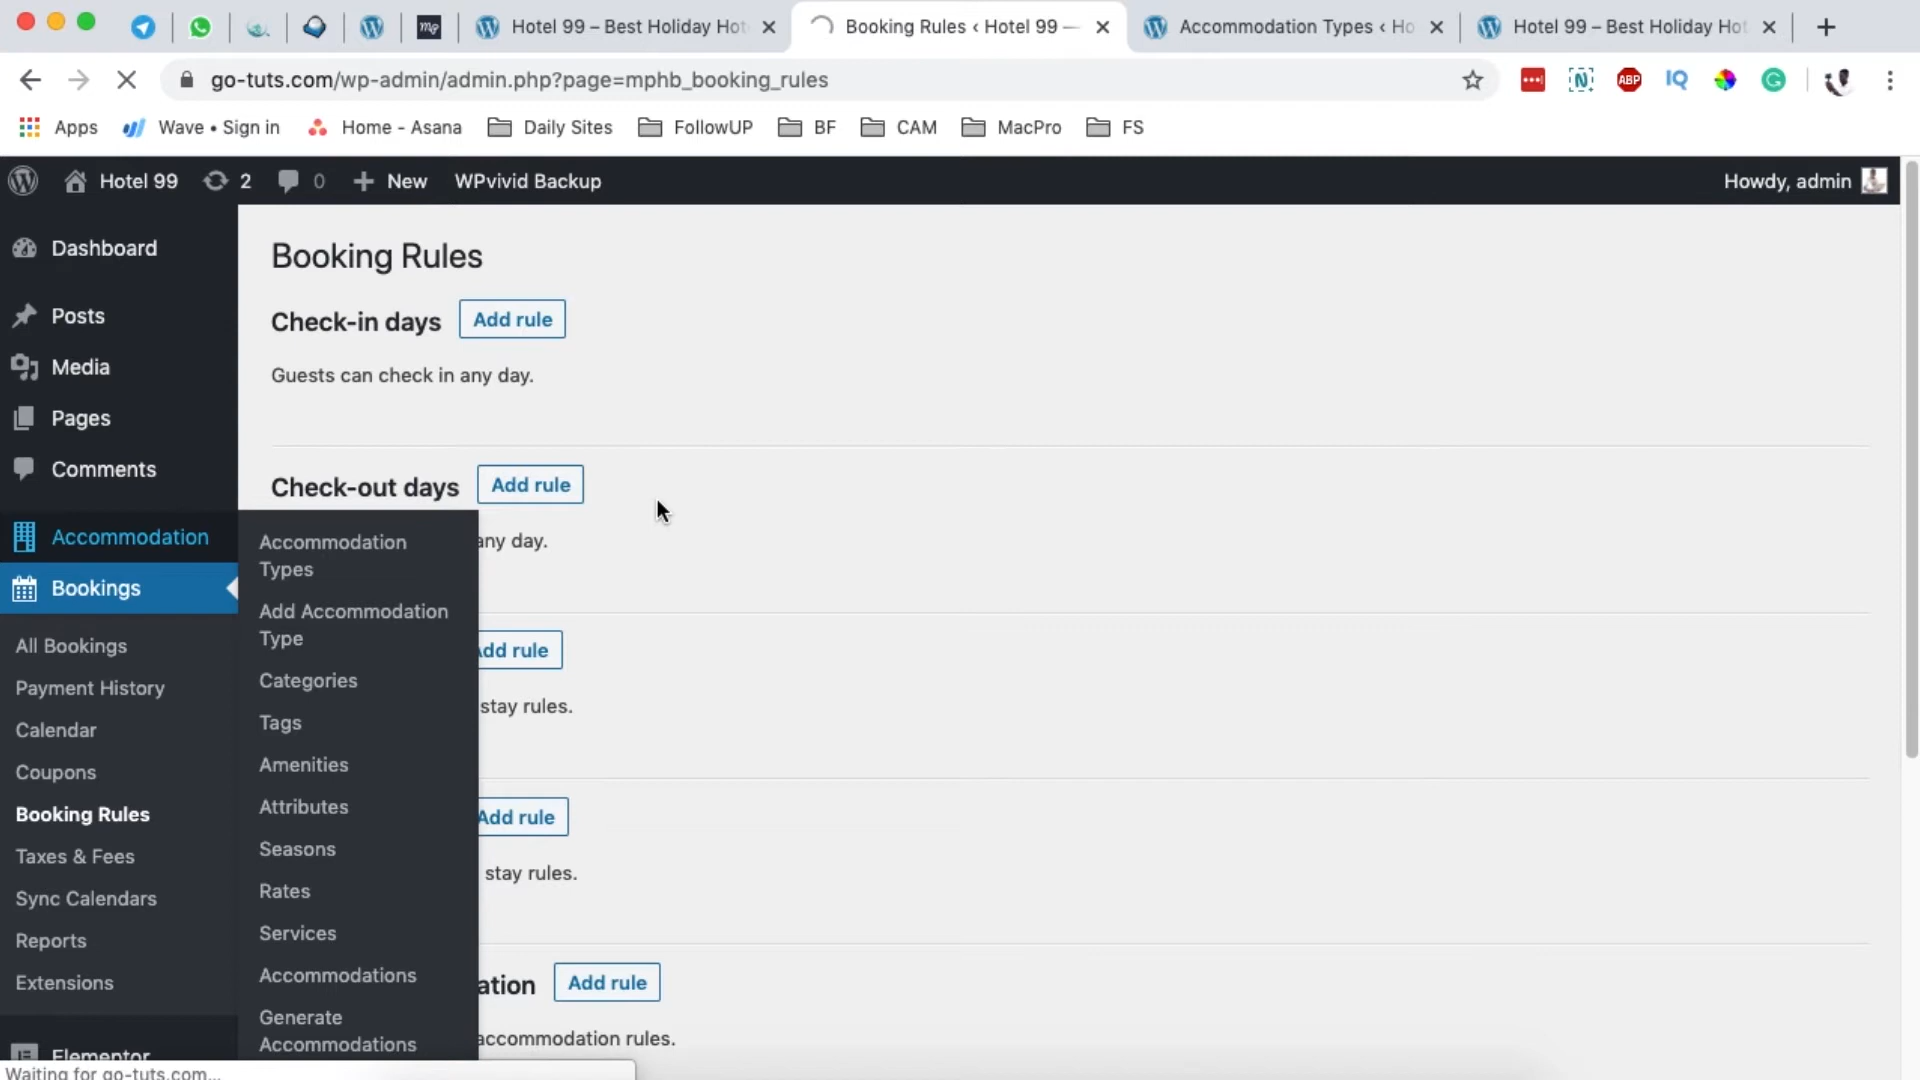 Hotel 99 – Best Holiday Hot
Booking Rules ‹ Hotel 99 —
Accommodation Types ‹ Ho
Hotel 99 – Best Holiday Hot
go-tuts.com/wp-admin/admin.php?page=mphb_booking_rules
ABP
IQ
Apps
Wave • Sign in
Home - Asana
Daily Sites
FollowUP
BF
CAM
MacPro
FS
Hotel 99
2
0
New
WPvivid Backup
Howdy, admin
Dashboard
Posts
Media
Pages
Comments
Accommodation
Bookings
All Bookings
Payment History
Calendar
Coupons
Booking Rules
Taxes & Fees
Sync Calendars
Reports
Extensions
Elementor
Accommodation
Types
Add Accommodation
Type
Categories
Tags
Amenities
Attributes
Seasons
Rates
Services
Accommodations
Generate
Accommodations
Booking Rules
Check-in days
Add rule
Guests can check in any day.
Check-out days
Add rule
any day.
Add rule
stay rules.
Add rule
stay rules.
ation
Add rule
accommodation rules.
Waiting for go-tuts.com...